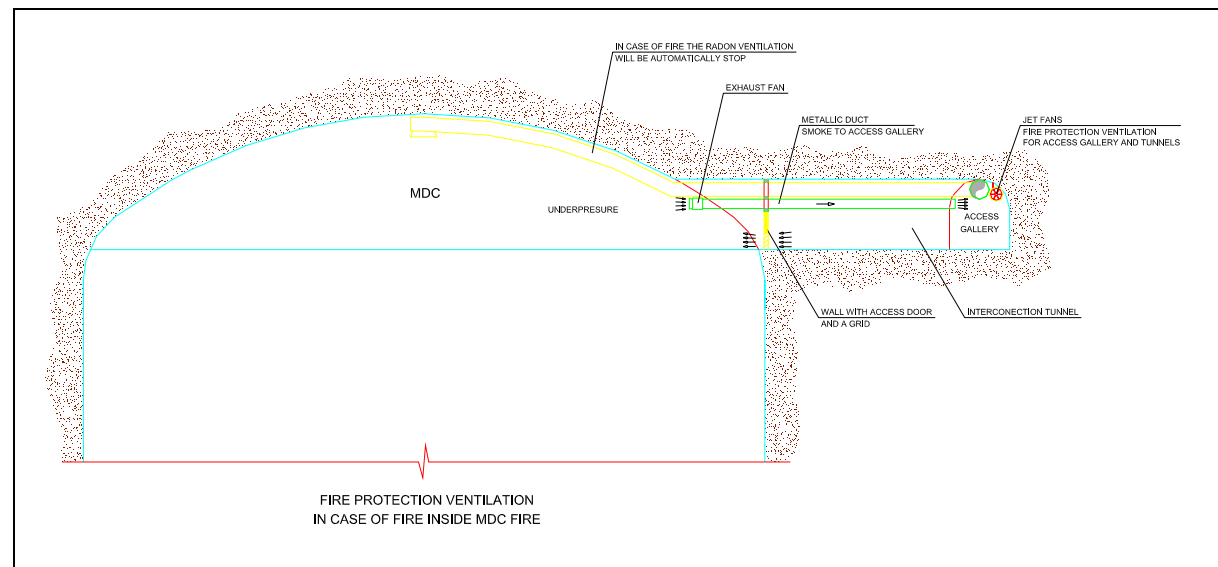 IN CASE OF FIRE THE RADON VENTILATION
WILL BE AUTOMATICALLY STOP
EXHAUST FAN
METALLIC DUCT
SMOKE TO ACCESS GALLERY
JET FANS
FIRE PROTECTION VENTILATION
FOR ACCESS GALLERY AND TUNNELS
MDC
UNDERPRESURE
ACCESS
GALLERY
WALL WITH ACCESS DOOR
AND A GRID
INTERCONECTION TUNNEL
FIRE PROTECTION VENTILATION
IN CASE OF FIRE INSIDE MDC FIRE